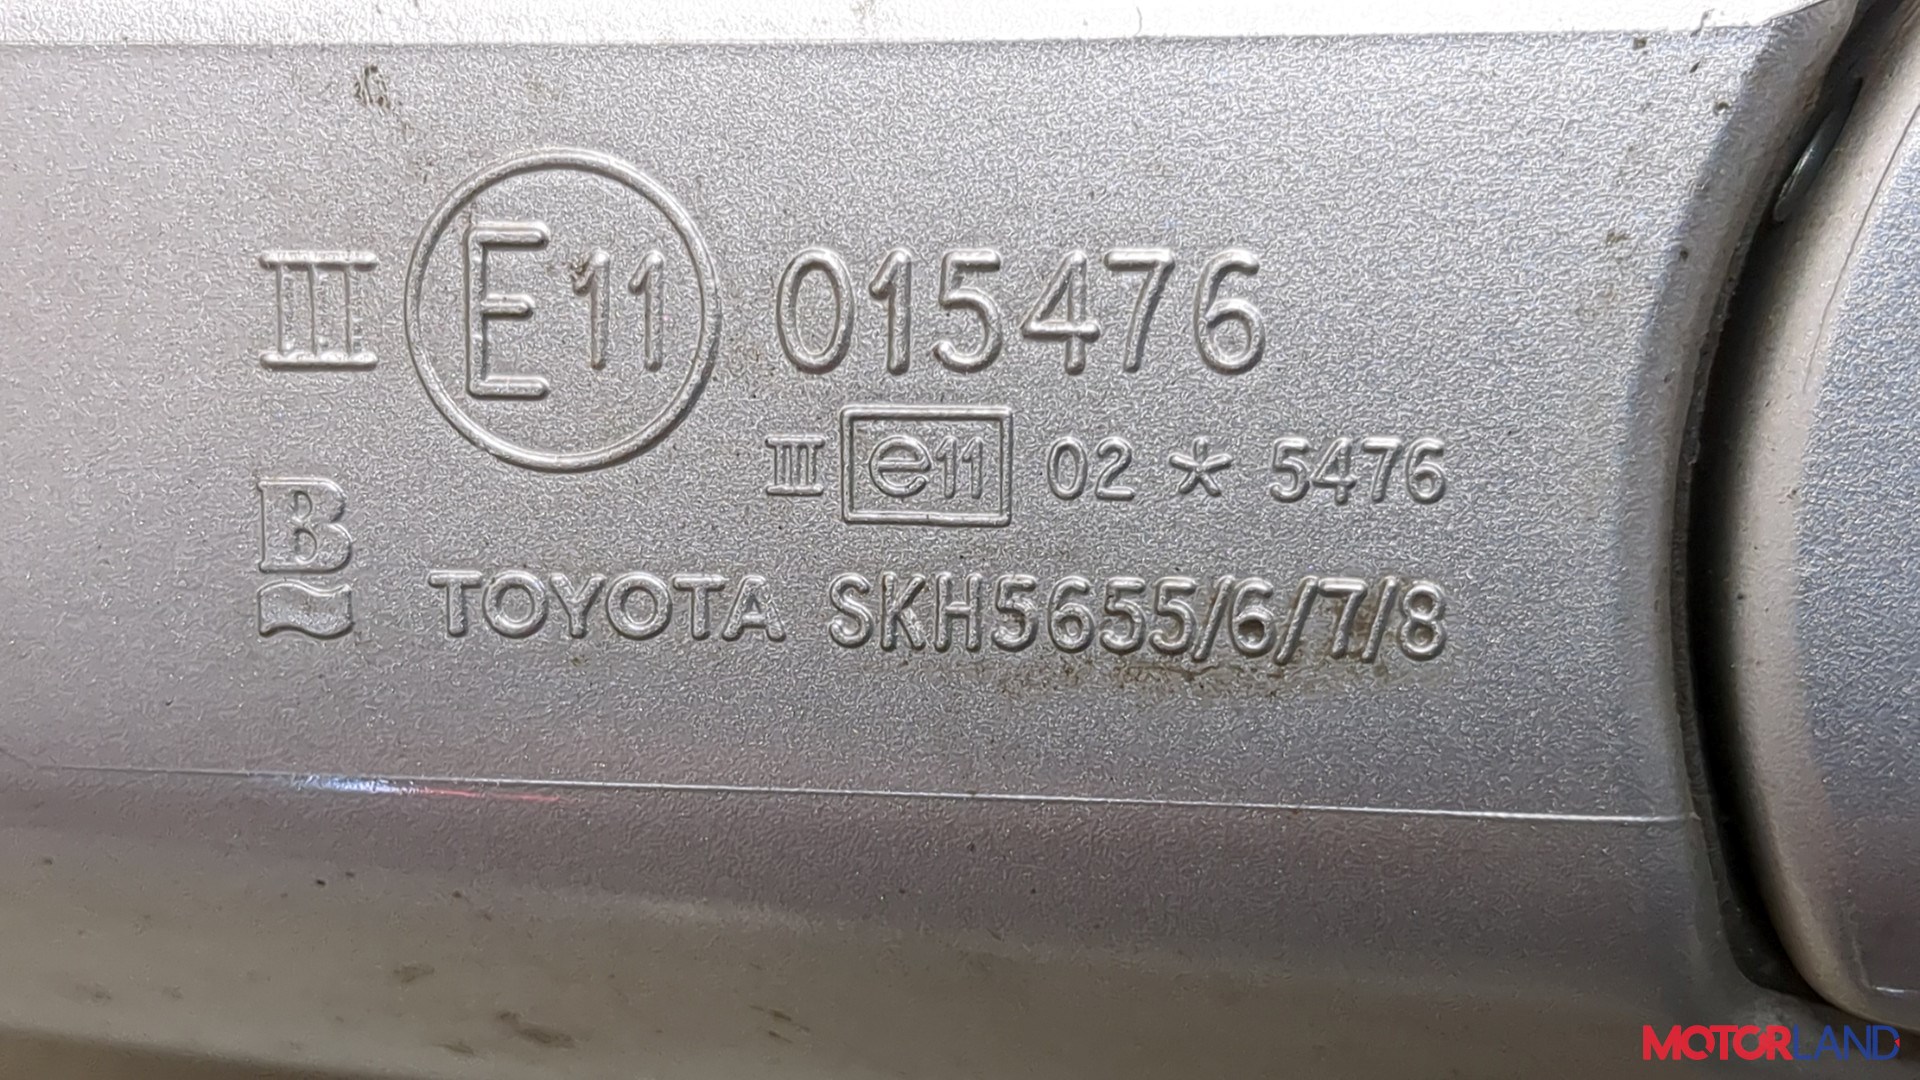 III E11 015476
III e11 02 * 5476
B
TOYOTA SKH5655/6/7/8
MOTORLAND